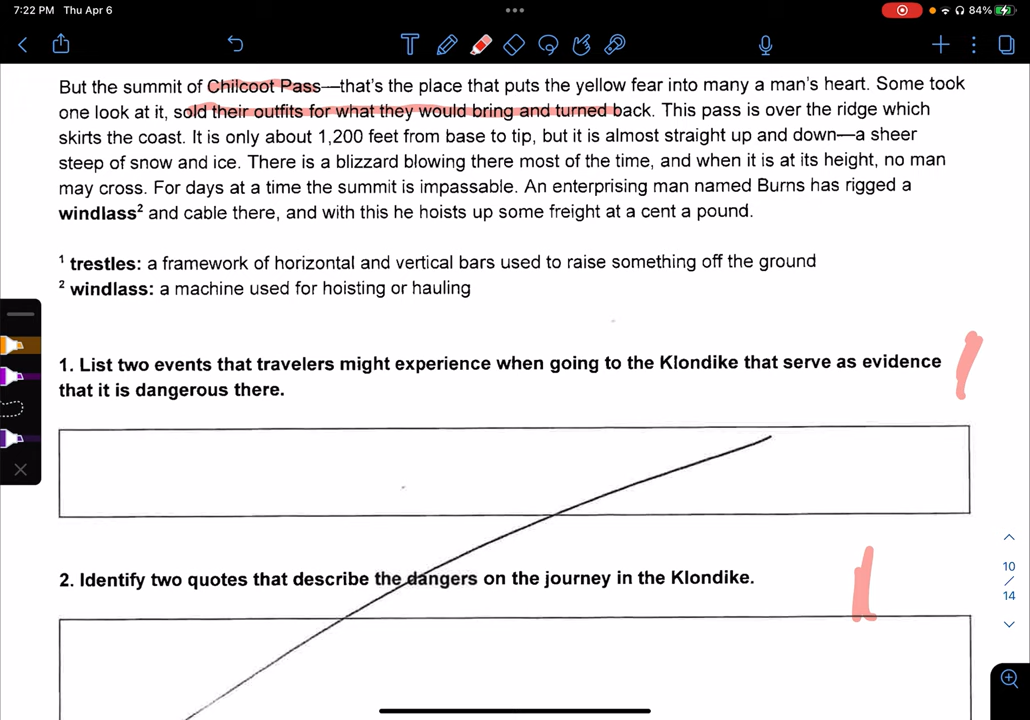 7:22 PM Thu Apr 6
84%
But the summit of Chilcoot Pass—that's the place that puts the yellow fear into many a man's heart. Some took
one look at it, sold their outfits for what they would bring and turned back. This pass is over the ridge which
skirts the coast. It is only about 1,200 feet from base to tip, but it is almost straight up and down—a sheer
steep of snow and ice. There is a blizzard blowing there most of the time, and when it is at its height, no man
may cross. For days at a time the summit is impassable. An enterprising man named Burns has rigged a
windlass² and cable there, and with this he hoists up some freight at a cent a pound.
¹ trestles: a framework of horizontal and vertical bars used to raise something off the ground
² windlass: a machine used for hoisting or hauling
1. List two events that travelers might experience when going to the Klondike that serve as evidence
that it is dangerous there.
2. Identify two quotes that describe the dangers on the journey in the Klondike.
10
/
14